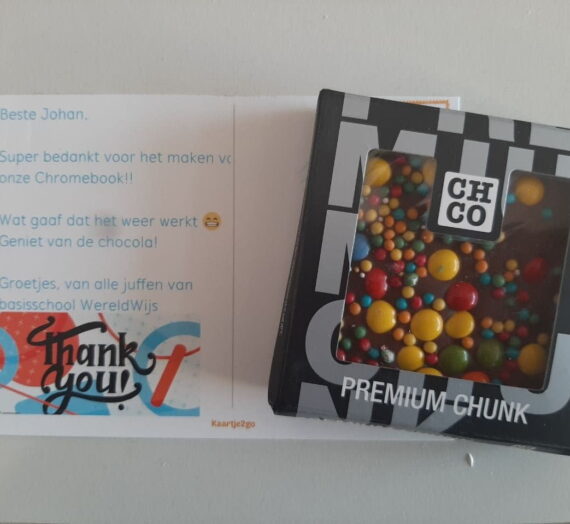 Beste Johan,
Super bedankt voor het maken
onze Chromebook!!
Wat gaaf dat het weer werkt 😁
Geniet van de chocola!
Groetjes, van alle juffen van
basisschool WereldWijs
Thank
you!
Kaartje2go
CH
CO
PREMIUM CHUNK